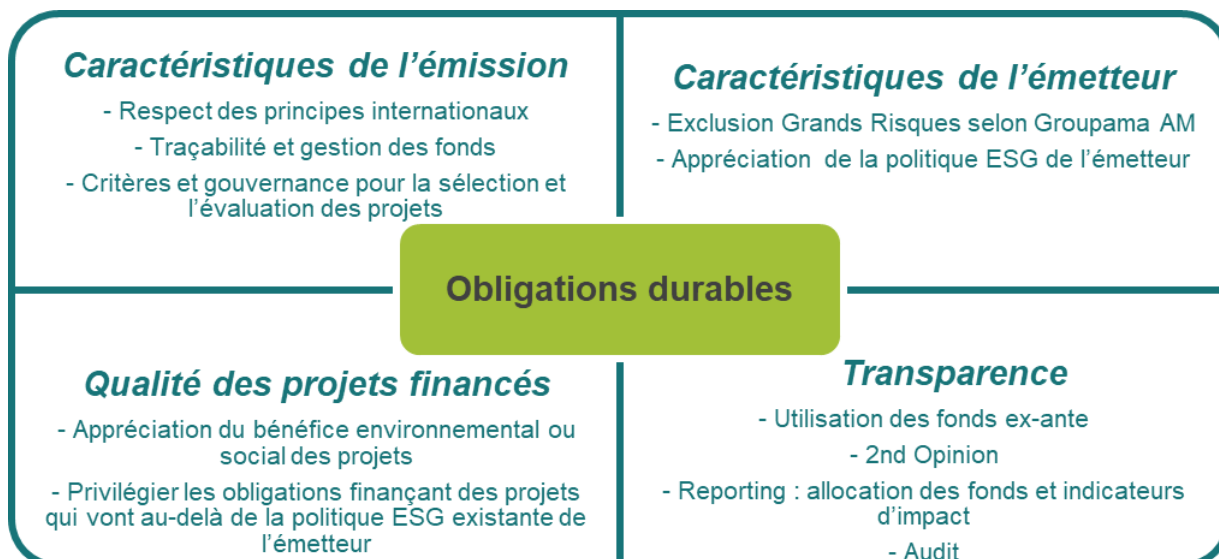 Caractéristiques de l'émission
- Respect des principes internationaux
- Traçabilité et gestion des fonds
- Critères et gouvernance pour la sélection et
l'évaluation des projets
Caractéristiques de l'émetteur
- Exclusion Grands Risques selon Groupama AM
- Appréciation de la politique ESG de l'émetteur
Obligations durables
Qualité des projets financés
- Appréciation du bénéfice environnemental ou
social des projets
- Privilégier les obligations finançant des projets
qui vont au-delà de la politique ESG existante de
l'émetteur
Transparence
- Utilisation des fonds ex-ante
- 2nd Opinion
- Reporting : allocation des fonds et indicateurs
d'impact
- Audit